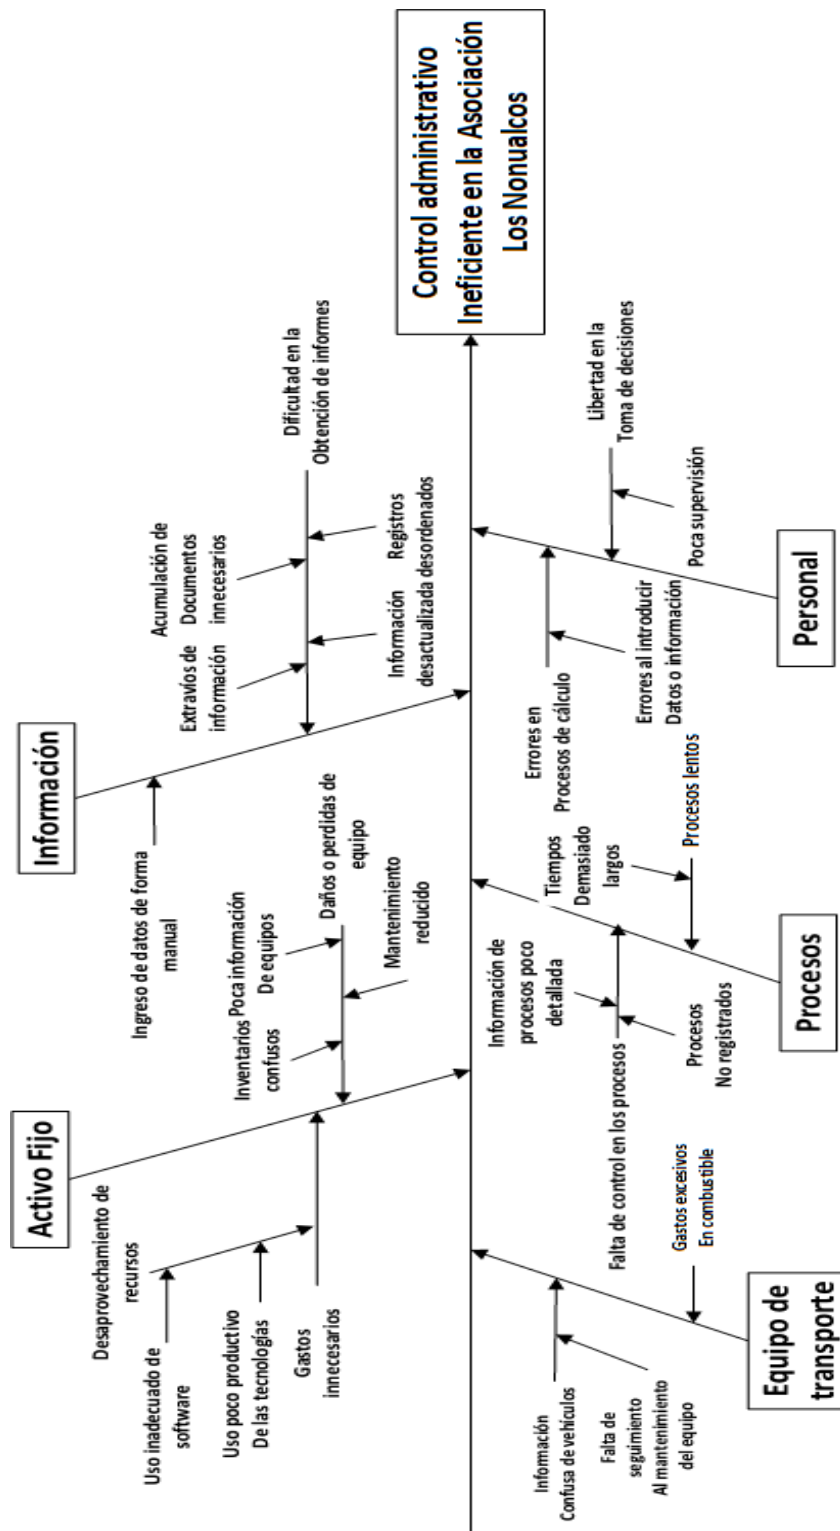 Activo Fijo
Información
Desaprovechamiento de
recursos
Uso inadecuado de
software
Uso poco productivo
De las tecnologías
Gastos
innecesarios
Inventarios
confusos
Poca información
De equipos
Daños o perdidas de
equipo
Mantenimiento
reducido
Ingreso de datos de forma
manual
Extravíos de
información
Acumulación de
Documentos
innecesarios
Dificultad en la
Obtención de informes
Información
desactualizada
Registros
desordenados
Control administrativo
Ineficiente en la Asociación
Los Nonualcos
Información
Confusa de vehículos
Falta de
seguimiento
Al mantenimiento
del equipo
Gastos excesivos
En combustible
Equipo de
transporte
Información de
procesos poco
detallada
Falta de control en los procesos
Procesos
No registrados
Tiempos
Demasiado
largos
Procesos lentos
Procesos
Errores en
Procesos de cálculo
Errores al introducir
Datos o información
Libertad en la
Toma de decisiones
Poca supervisión
Personal